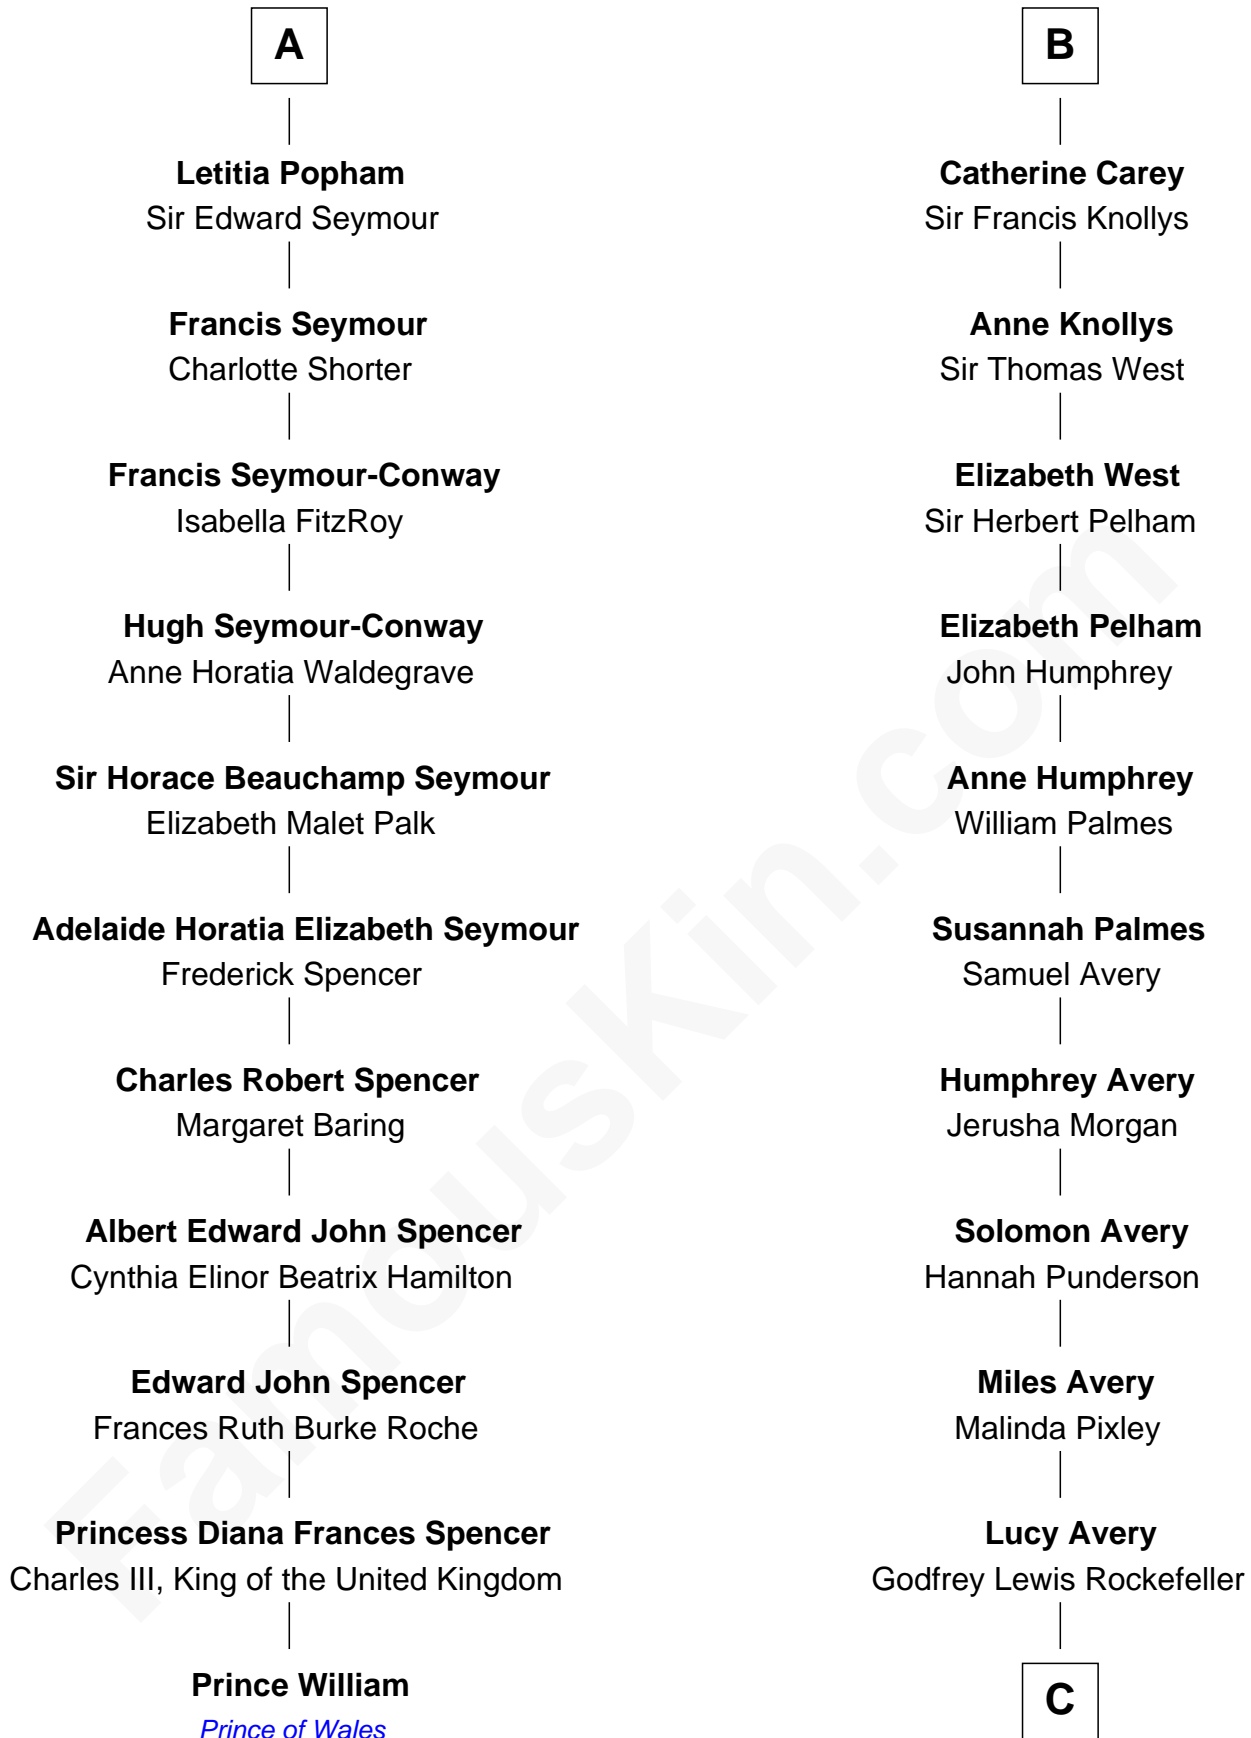 A
Letitia Popham
Sir Edward Seymour
Francis Seymour
Charlotte Shorter
Francis Seymour-Conway
Isabella FitzRoy
Hugh Seymour-Conway
Anne Horatia Waldegrave
Sir Horace Beauchamp Seymour
Elizabeth Malet Palk
Adelaide Horatia Elizabeth Seymour
Frederick Spencer
Charles Robert Spencer
Margaret Baring
Albert Edward John Spencer
Cynthia Elinor Beatrix Hamilton
Edward John Spencer
Frances Ruth Burke Roche
Princess Diana Frances Spencer
Charles III, King of the United Kingdom
Prince William
Prince of Wales
B
Catherine Carey
Sir Francis Knollys
Anne Knollys
Sir Thomas West
Elizabeth West
Sir Herbert Pelham
Elizabeth Pelham
John Humphrey
Anne Humphrey
William Palmes
Susannah Palmes
Samuel Avery
Humphrey Avery
Jerusha Morgan
Solomon Avery
Hannah Punderson
Miles Avery
Malinda Pixley
Lucy Avery
Godfrey Lewis Rockefeller
C
FamousKin.com